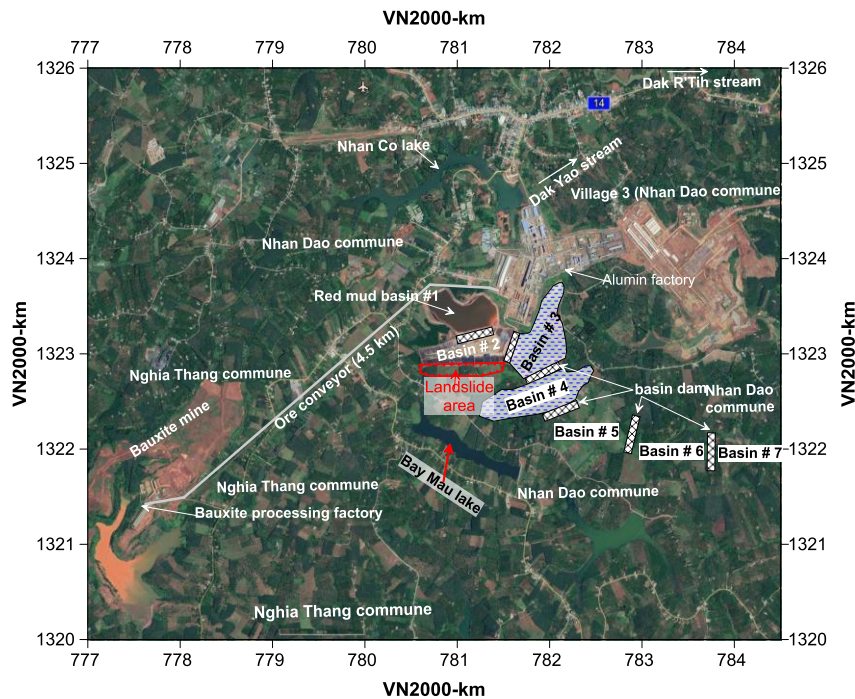 VN2000-km
777 778 779 780 781 782 783 784
1326 1326
Dak R'Tih stream
14
1325 1325
Nhan Co lake
Dak Yao stream
Village 3 (Nhan Dao commune
Nhan Dao commune
1324 1324
Alumin factory
Red mud basin #1
Basin # 3
Basin # 2
1323 1323
Ore conveyor (4.5 km)
Nghia Thang commune
Landslide
area
Basin # 4
basin dam
Nhan Dao
commune
Bauxite mine
Basin # 5
1322 1322
Basin # 6
Basin # 7
Bay Mau lake
Nghia Thang commune
Nhan Dao commune
Bauxite processing factory
1321 1321
Nghia Thang commune
1320 1320
777 778 779 780 781 782 783 784
VN2000-km
VN2000-km
VN2000-km